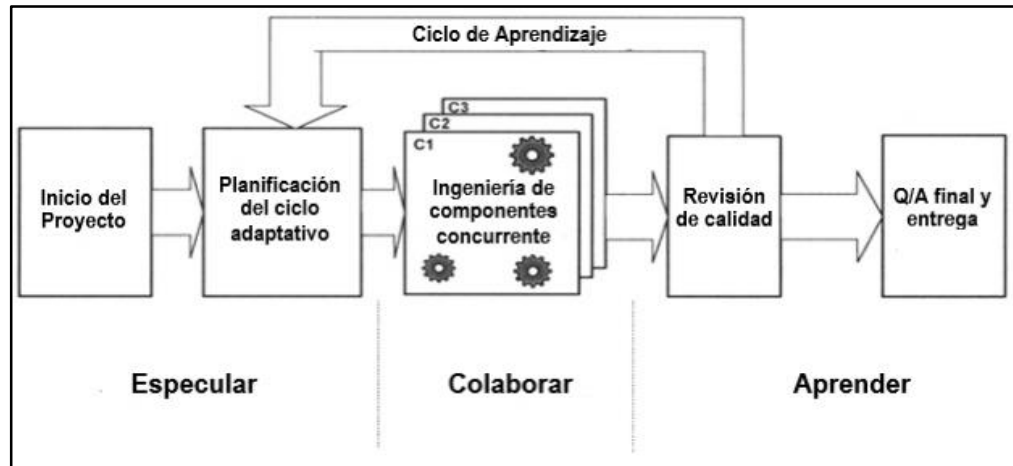 Ciclo de Aprendizaje
Inicio del
Proyecto
Planificación
del ciclo
adaptativo
C3
C2
C1
Ingeniería de
componentes
concurrente
Revisión
de calidad
Q/A final y
entrega
Especular
Colaborar
Aprender